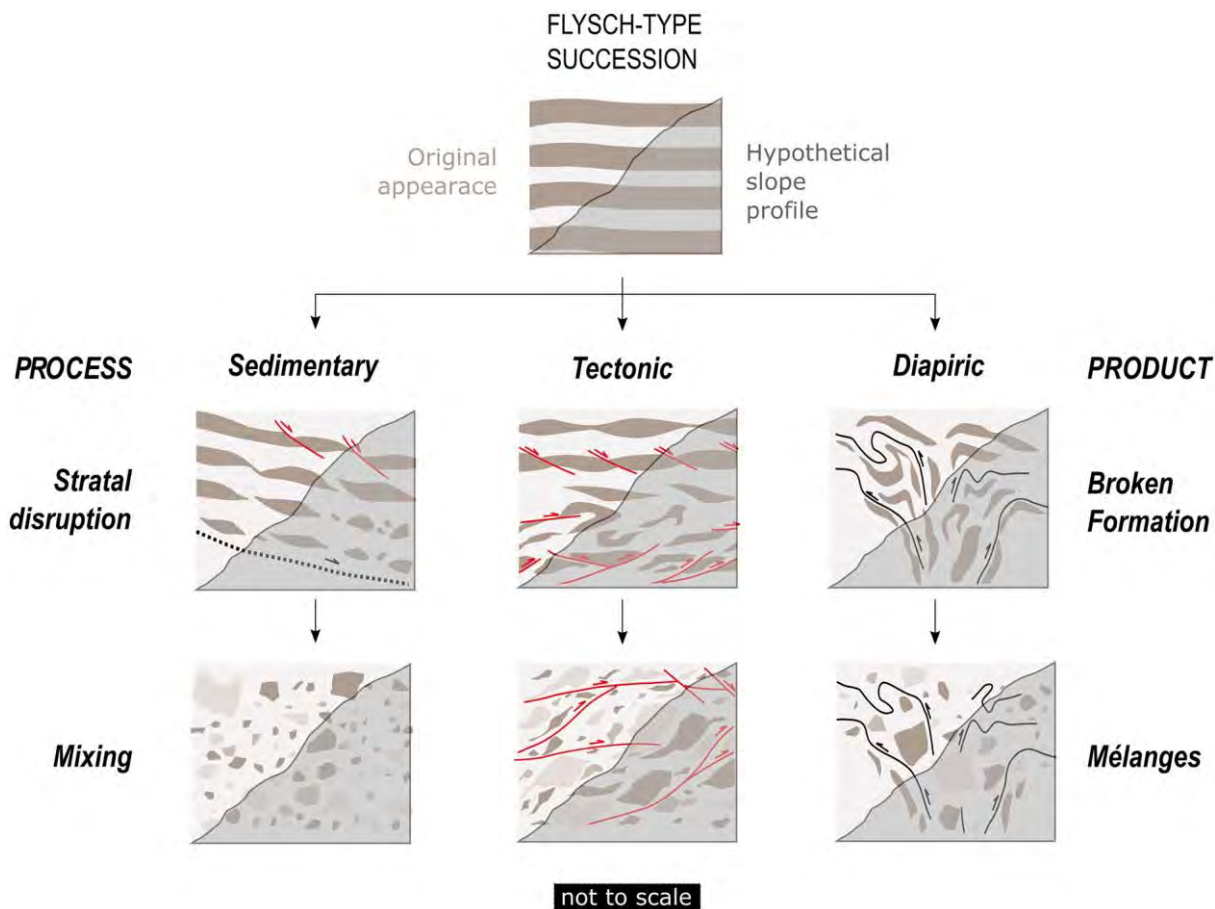 FLYSCH-TYPE
SUCCESSION
Original
appearace
Hypothetical
slope
profile
PROCESS
Sedimentary
Tectonic
Diapiric
PRODUCT
Stratal
disruption
Broken
Formation
Mixing
Mélanges
not to scale